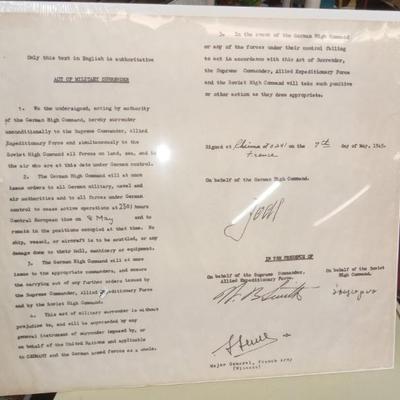 Only this text in English is authoritative
ACT OF MILITARY SURRENDER
1. We the undersigned, acting by authority
of the German High Command, hereby surrender
unconditionally to the Supreme Commander, Allied
Expeditionary Force and simultaneously to the
Soviet High Command all forces on land, sea, and in
the air who are at this date under German control.
2. The German High Command will at once
issue orders to all German military, naval and
air authorities and to all forces under German
control to cease active operations at 2301 hours
Central European time on 8 May and to
remain in the positions occupied at that time. No
ship, vessel, or aircraft is to be scuttled, or any
damage done to their hull, machinery or equipment.
3. The German High Command will at once
issue to the appropriate commanders, and ensure
the carrying out of any further orders issued by
the Supreme Commander, Allied Expeditionary Force
and by the Soviet High Command.
4. This act of military surrender is without
prejudice to, and will be superseded by any
general instrument of surrender imposed by, or
on behalf of the United Nations and applicable
to GERMANY and the German armed forces as a whole.
5. In the event of the German High Command
or any of the forces under their control failing
to act in accordance with this Act of Surrender,
the Supreme Commander, Allied Expeditionary Force
and the Soviet High Command will take such punitive
or other action as they deem appropriate.
Signed at Rheims at 0241 on the 7th day of May, 1945.
France
On behalf of the German High Command.
Jodl
IN THE PRESENCE OF
On behalf of the Supreme Commander,
Allied Expeditionary Force.
W. B. Smith
On behalf of the Soviet
High Command.
Major General, French Army
(Witness)